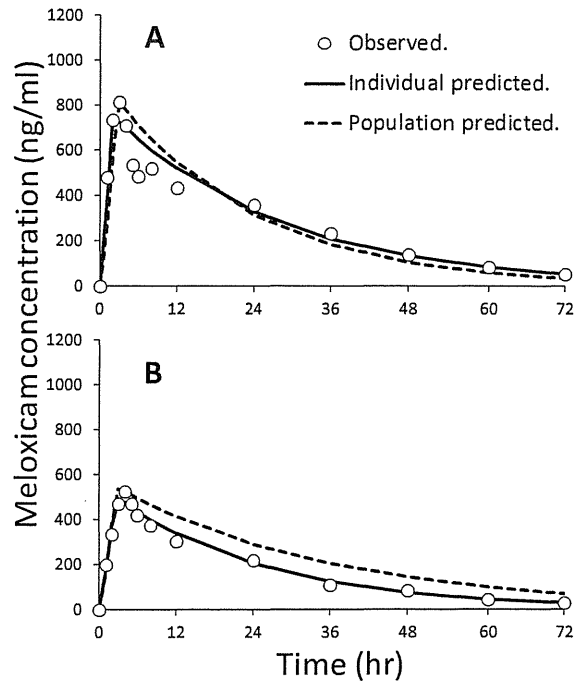 Meloxicam concentration (ng/ml)
1200
A
1000
800
600
400
200
0
0 12 24 36 48 60 72
Observed.
Individual predicted.
Population predicted.
1200
B
1000
800
600
400
200
0
0 12 24 36 48 60 72
Time (hr)